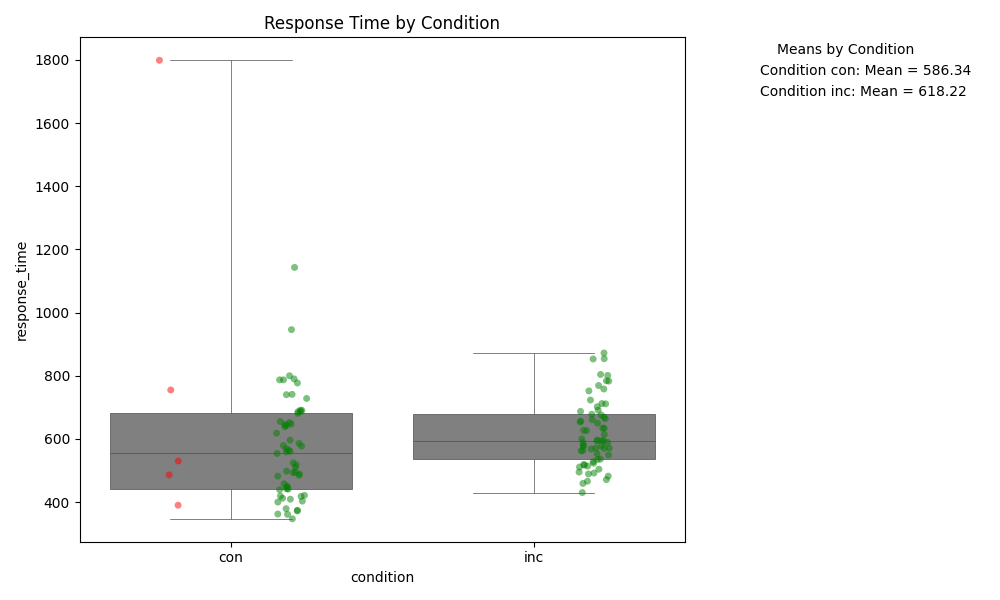 Response Time by Condition
Means by Condition
Condition con: Mean = 586.34
Condition inc: Mean = 618.22
response_time
1800
1600
1400
1200
1000
800
600
400
con
inc
condition